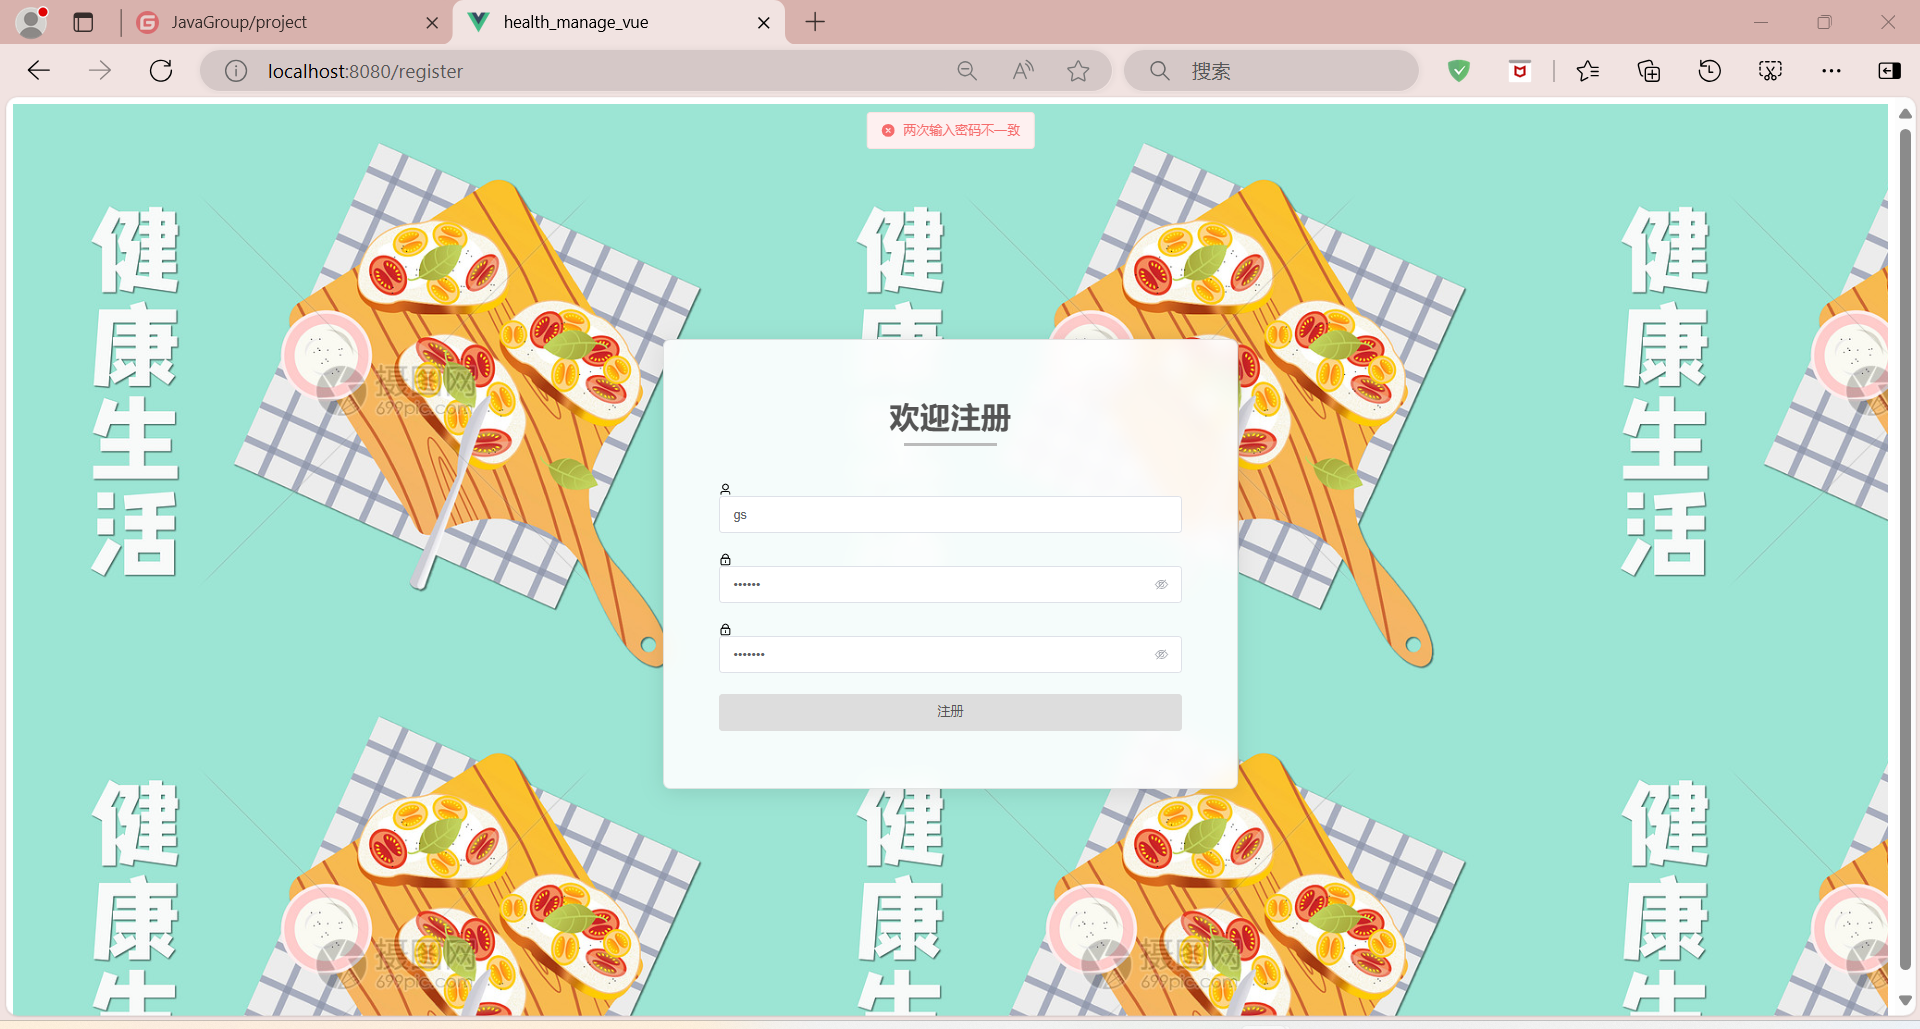 JavaGroup/project
health_manage_vue
localhost:8080/register
搜索
两次输入密码不一致
健康生活
健康
健康生活
摄图网
699pic.com
欢迎注册
gs
••••••
•••••••
注册
健康生
健康生
健康生
摄图网
699pic.com
摄图网
699pic.com